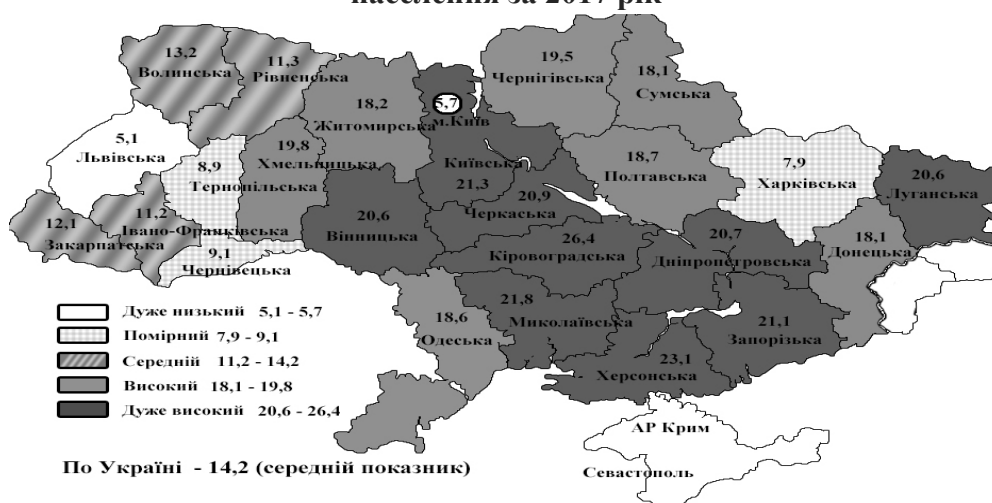 населення за 2017 рік
13,2
Волинська
11,3
Рівненська
19,5
Чернігівська
18,1
Сумська
18,2
Житомирська
5,7
м.Київ
5,1
Львівська
8,9
Тернопільська
19,8
Хмельницька
Київська
21,3
18,7
Полтавська
7,9
Харківська
20,6
Луганська
20,9
Черкаська
12,1
Закарпатська
11,2
Івано-Франківська
20,6
Вінницька
9,1
Чернівецька
26,4
Кіровоградська
20,7
Дніпропетровська
18,1
Донецька
18,6
Одеська
21,8
Миколаївська
21,1
Запорізька
23,1
Херсонська
АР Крим
Севастополь
Дуже низький 5,1 - 5,7
Помірний 7,9 - 9,1
Середній 11,2 - 14,2
Високий 18,1 - 19,8
Дуже високий 20,6 - 26,4
По Україні - 14,2 (середній показник)